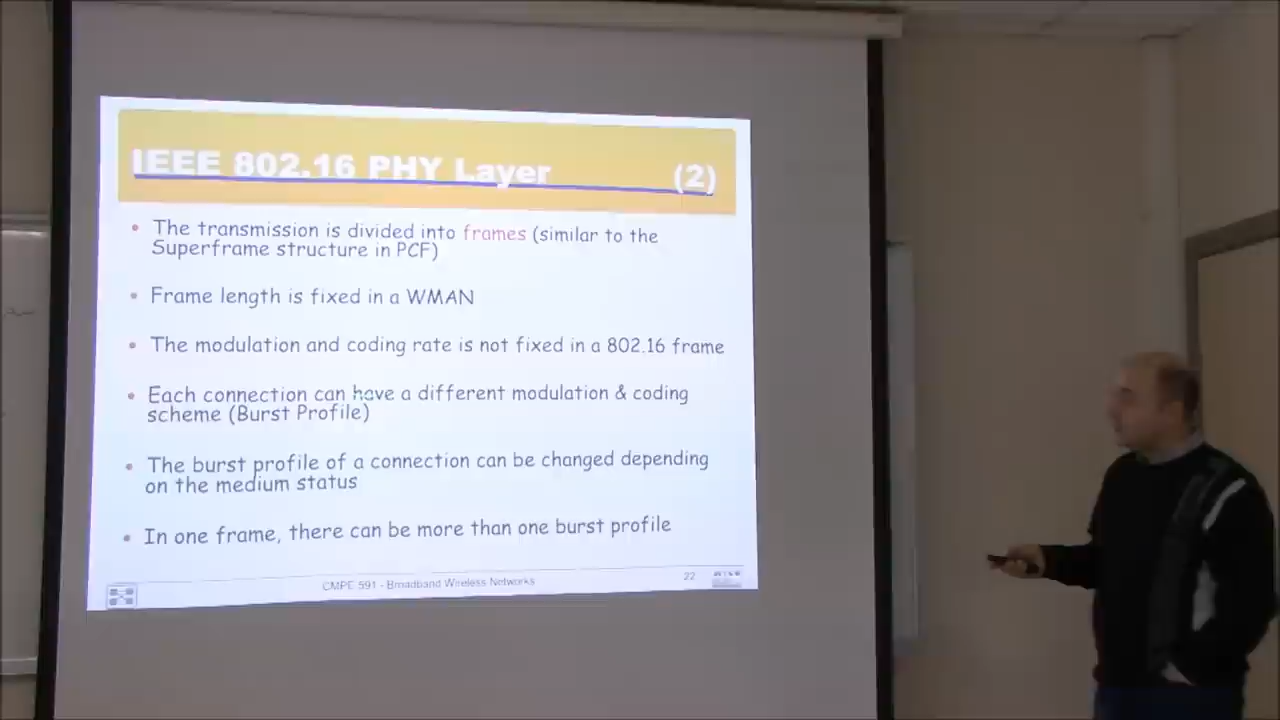 IEEE 802.16 PHY Layer (2)
• The transmission is divided into frames (similar to the
Superframe structure in PCF)
• Frame length is fixed in a WMAN
• The modulation and coding rate is not fixed in a 802.16 frame
• Each connection can have a different modulation & coding
scheme (Burst Profile)
• The burst profile of a connection can be changed depending
on the medium status
• In one frame, there can be more than one burst profile
CMPE 591 - Broadband Wireless Networks 22